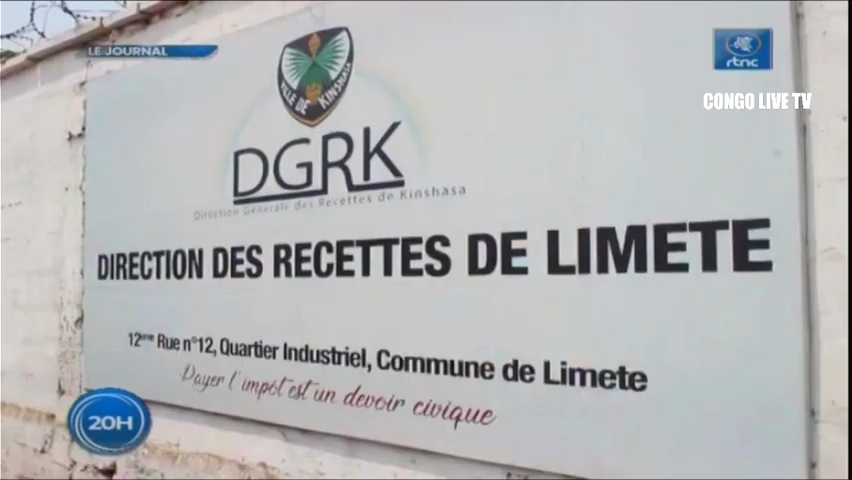 LE JOURNAL
rtnc
CONGO LIVE TV
VILLE DE KINSHASA
DGRK
Direction Générale des Recettes de Kinshasa
DIRECTION DES RECETTES DE LIMETE
12ème Rue n°12, Quartier Industriel, Commune de Limete
Payer l'impôt est un devoir civique
20H